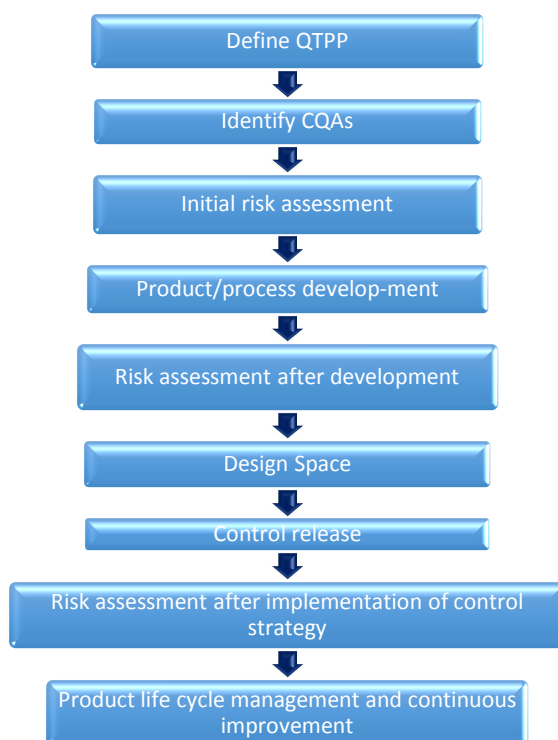 Define QTPP
Identify CQAs
Initial risk assessment
Product/process develop-ment
Risk assessment after development
Design Space
Control release
Risk assessment after implementation of control
strategy
Product life cycle management and continuous
improvement